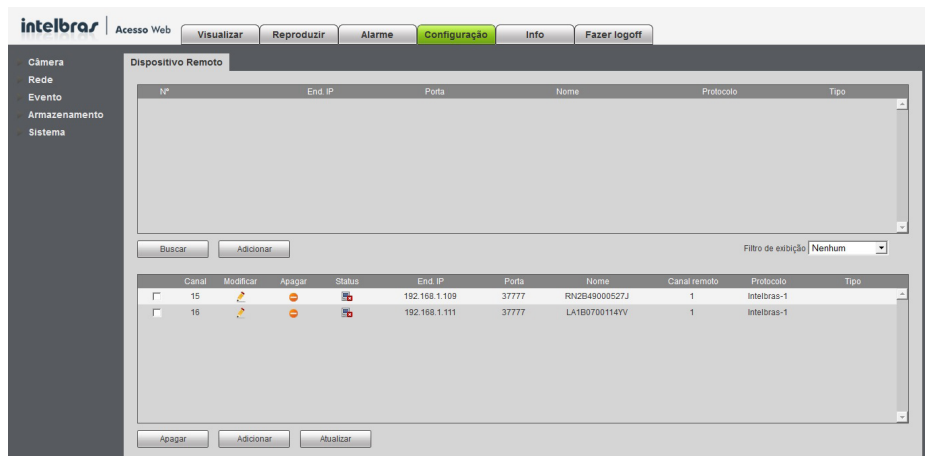 intelbras Acesso Web Visualizar Reproduzir Alarme Configuração Info Fazer logoff
Câmera
Rede
Evento
Armazenamento
Sistema
Dispositivo Remoto
Nº End. IP Porta Nome Protocolo Tipo
Buscar Adicionar Filtro de exibição Nenhum
Canal Modificar Apagar Status End. IP Porta Nome Canal remoto Protocolo Tipo
15 192.168.1.109 37777 RN2B49000527J 1 Intelbras-1
16 192.168.1.111 37777 LA1B0700114YV 1 Intelbras-1
Apagar Adicionar Atualizar